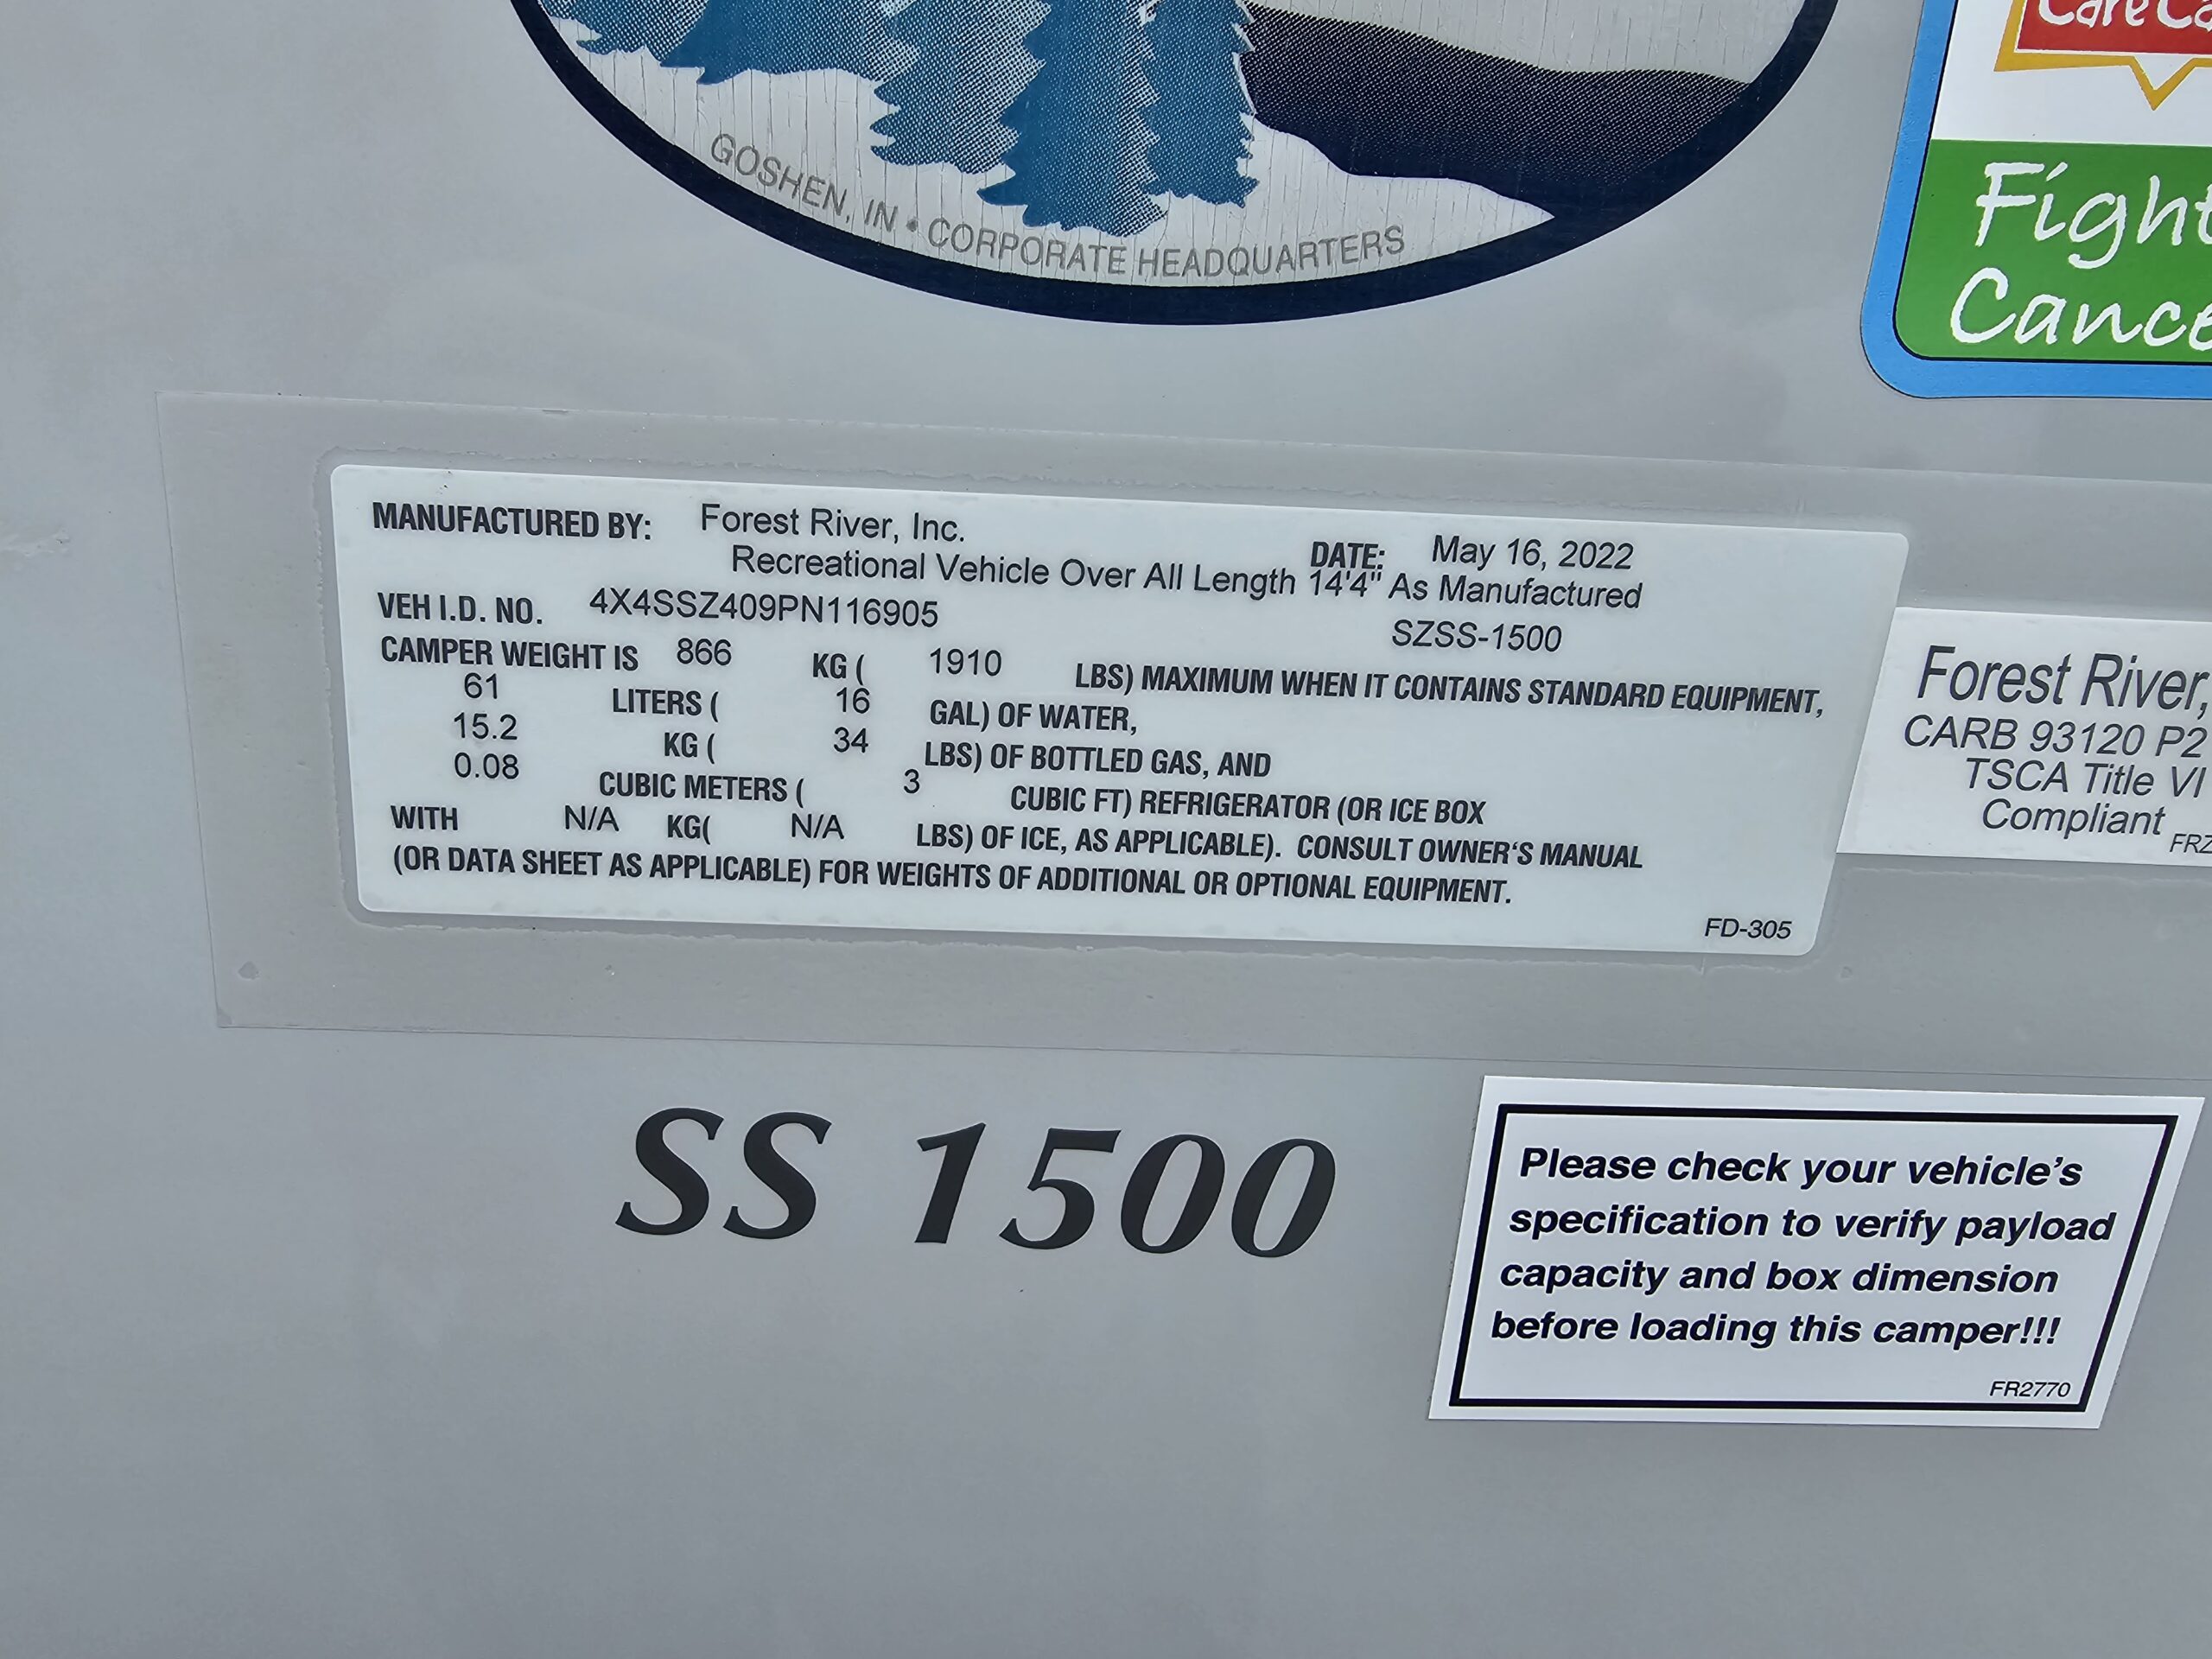 GOSHEN, IN • CORPORATE HEADQUARTERS
Fight
MANUFACTURED BY: Forest River, Inc.
DATE: May 16, 2022
Recreational Vehicle Over All Length 14'4" As Manufactured
VEH I.D. NO. 4X4SSZ409PN116905
SZSS-1500
CAMPER WEIGHT IS 866 KG ( 1910 LBS) MAXIMUM WHEN IT CONTAINS STANDARD EQUIPMENT,
61 LITERS ( 16 GAL) OF WATER,
15.2 KG ( 34 LBS) OF BOTTLED GAS, AND
0.08 CUBIC METERS ( 3 CUBIC FT) REFRIGERATOR (OR ICE BOX
WITH N/A KG( N/A LBS) OF ICE, AS APPLICABLE). CONSULT OWNER'S MANUAL
(OR DATA SHEET AS APPLICABLE) FOR WEIGHTS OF ADDITIONAL OR OPTIONAL EQUIPMENT.
FD-305
Forest River,
CARB 93120 P2
TSCA Title VI
Compliant
SS 1500
Please check your vehicle's
specification to verify payload
capacity and box dimension
before loading this camper!!!
FR2770